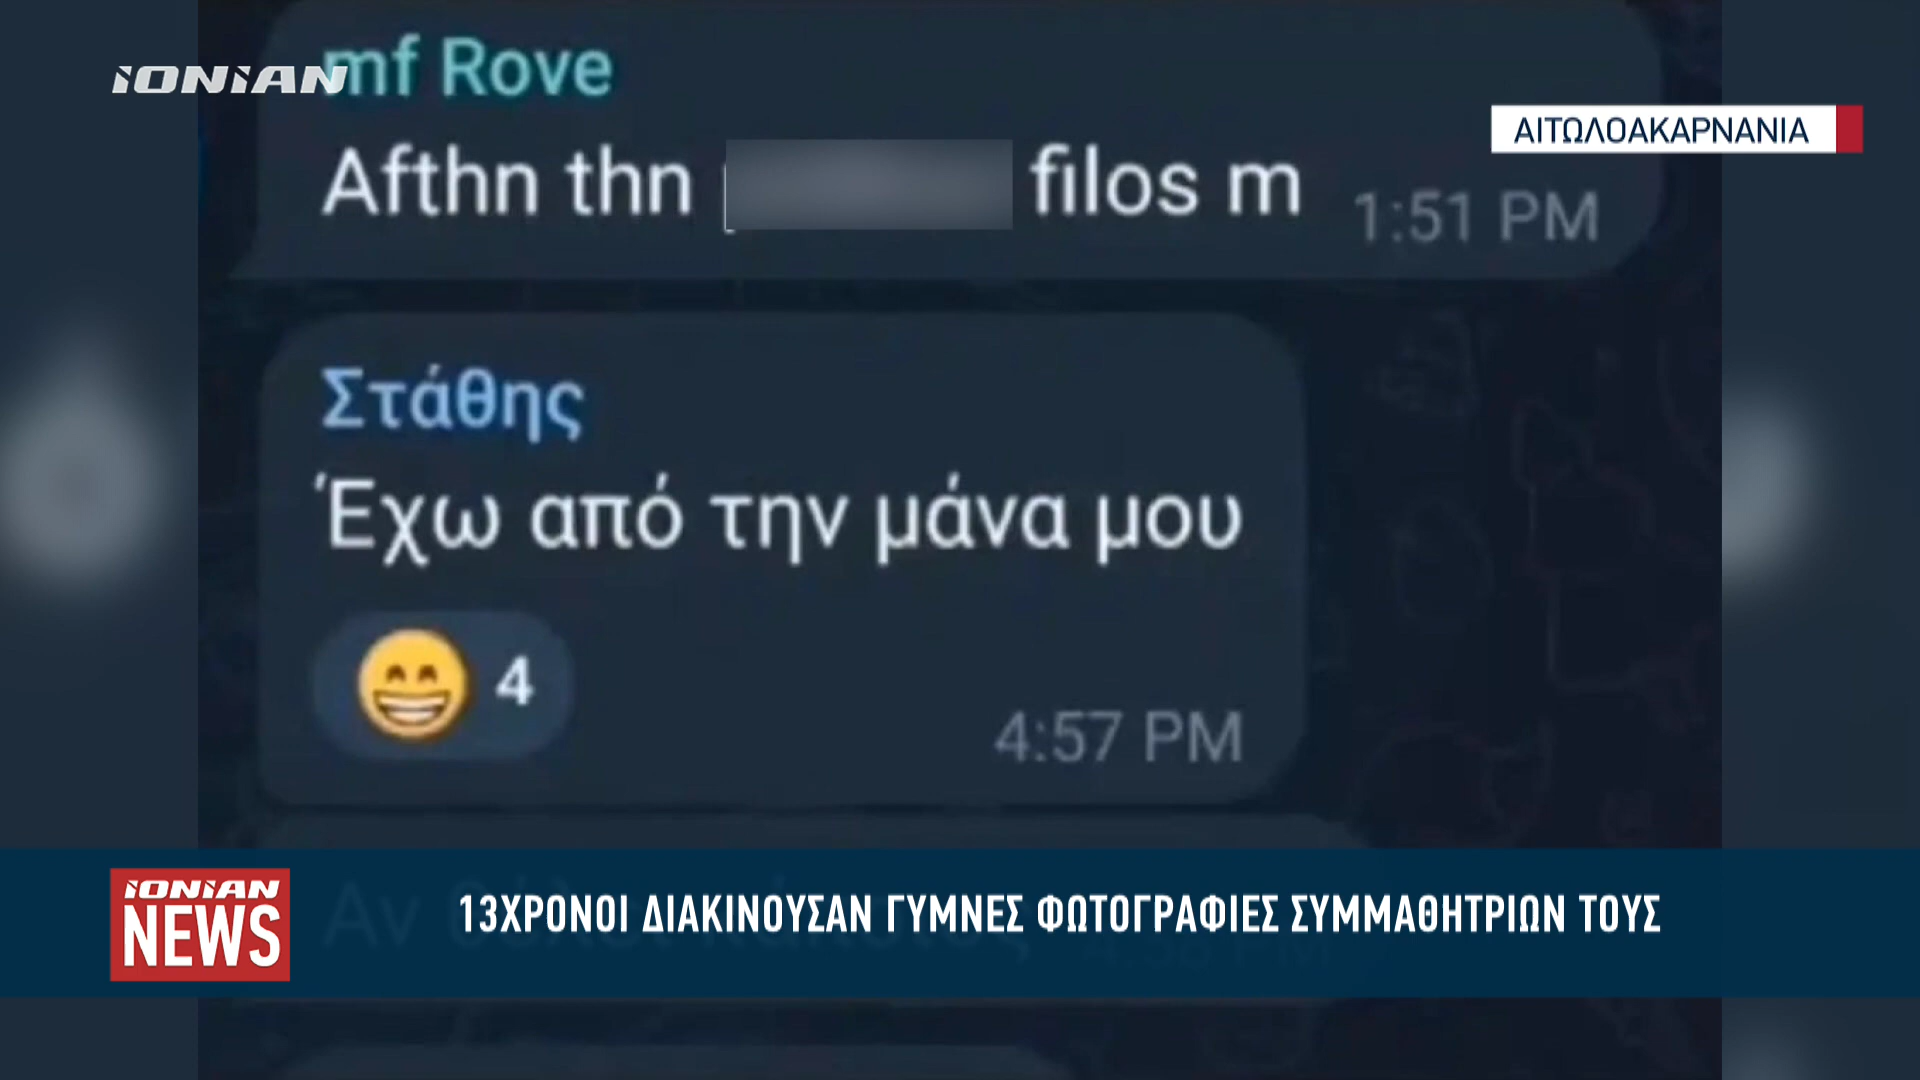 IONIAN
mf Rove
ΑΙΤΩΛΟΑΚΑΡΝΑΝΙΑ
Afthn thn filos m 1:51 PM
Στάθης
Έχω από την μάνα μου
😁 4
4:57 PM
IONIAN
NEWS
13ΧΡΟΝΟΙ ΔΙΑΚΙΝΟΥΣΑΝ ΓΥΜΝΕΣ ΦΩΤΟΓΡΑΦΙΕΣ ΣΥΜΜΑΘΗΤΡΙΩΝ ΤΟΥΣ
Αν